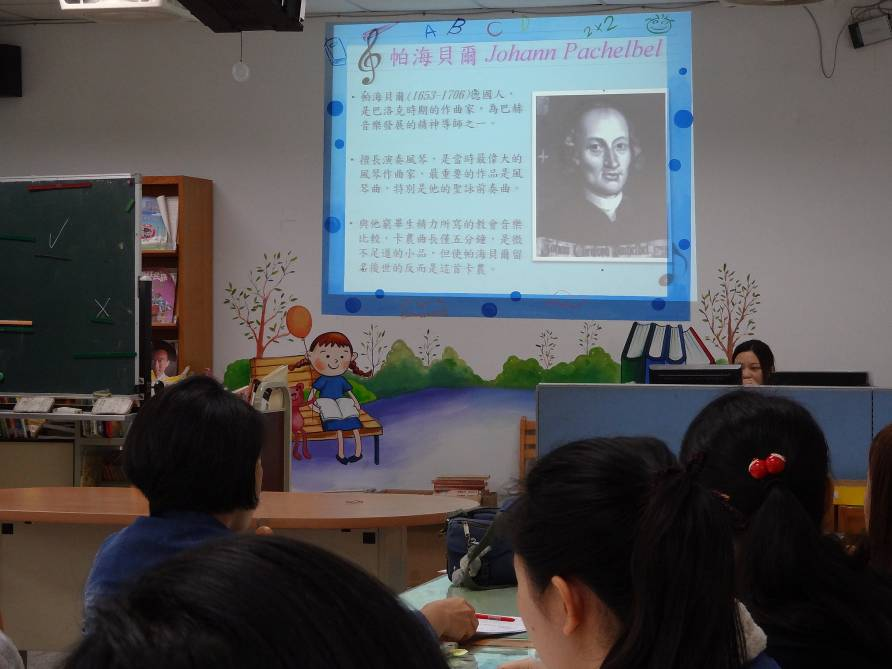 A B C D
2×2
帕海貝爾 Johann Pachelbel
• 帕海貝爾(1653-1706)德國人，
是巴洛克時期的作曲家，為巴赫
音樂發展的精神導師之一。
• 擅長演奏風琴，是當時最偉大的
風琴作曲家，最重要的作品是風
琴曲，特別是他的聖詠前奏曲。
• 與他窮畢生精力所寫的教會音樂
比較，卡農曲長僅五分鐘，是微
不足道的小品，但使帕海貝爾留
名後世的反而是這首卡農。